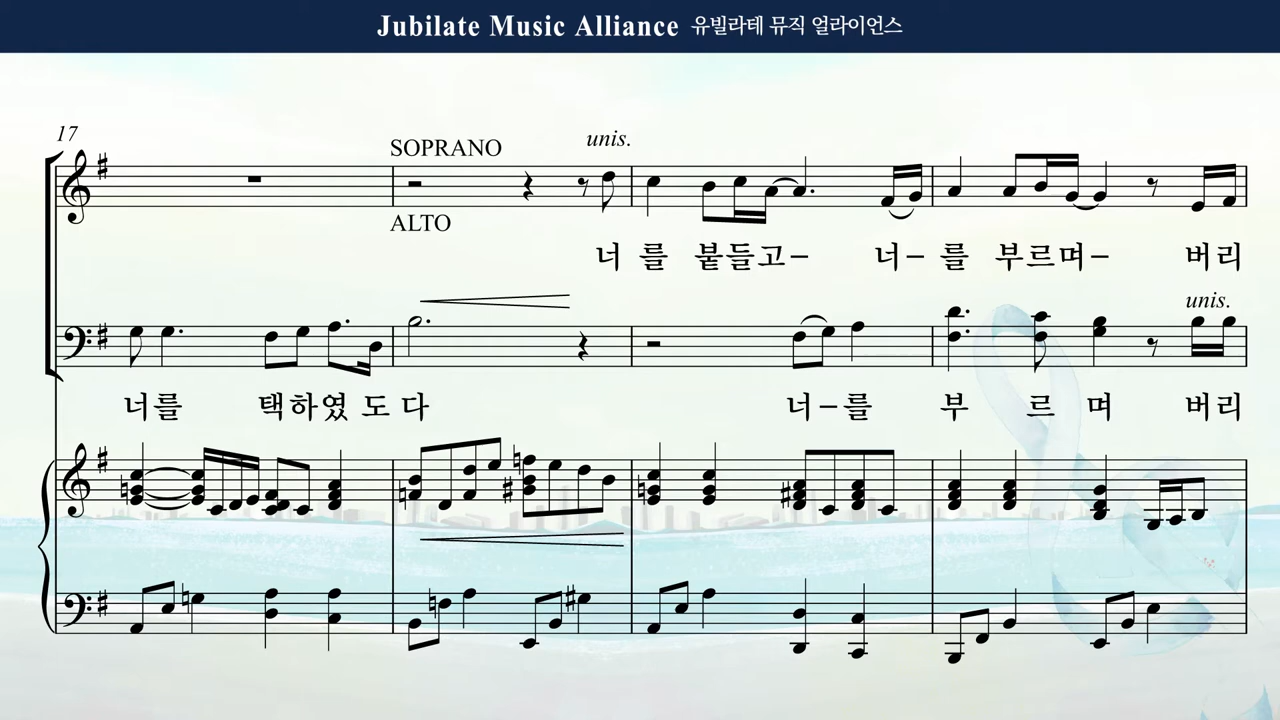 Jubilate Music Alliance 유빌라테 뮤직 얼라이언스
17
SOPRANO
unis.
ALTO
너 를 붙들고– 너– 를 부르며– 버리
unis.
너를 택하였 도 다 너–를 부 르 며 버리